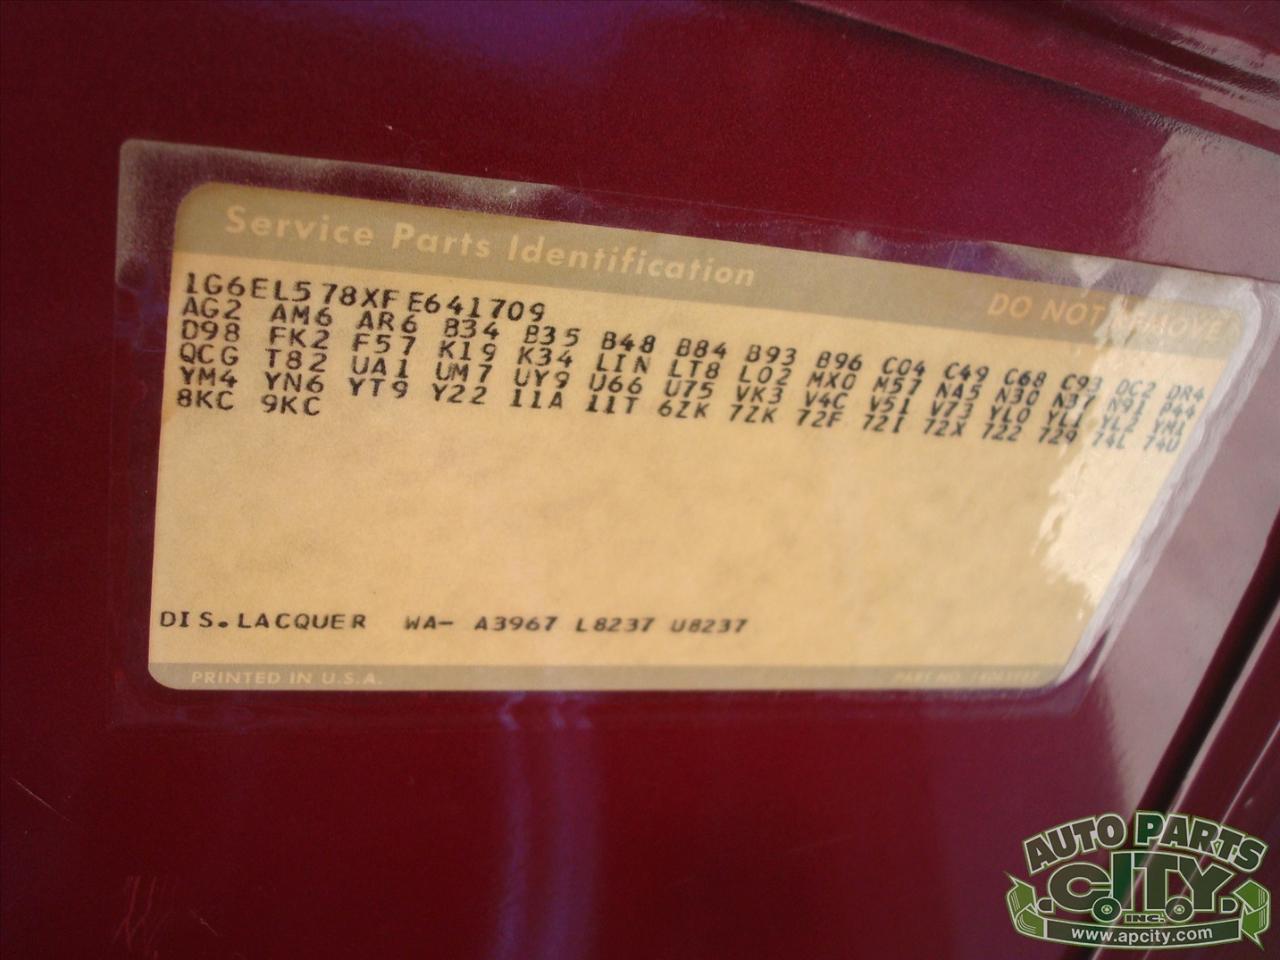 Service Parts Identification
DO NOT REMOVE
1G6EL578XFE641709
AG2 AM6 AR6 B34 B35 B48 B84 B93 B96 C04 C49 C68 C93 DC2 DR4
D98 FK2 F57 K19 K34 LIN LT8 LO2 MX0 M57 NA5 N30 N37 N91 P44
QCG T82 UA1 UM7 UY9 U66 U75 VK3 V4C V51 V73 YL0 YL1 YL2 YM1
YM4 YN6 YT9 Y22 11A 11T 6ZK 7ZK 72F 72I 72X 722 729 74L 74U
8KC 9KC
DIS.LACQUER WA- A3967 L8237 U8237
PRINTED IN U.S.A.
PART NO.
AUTO PARTS
C.ITY.
INC.
www.apcity.com